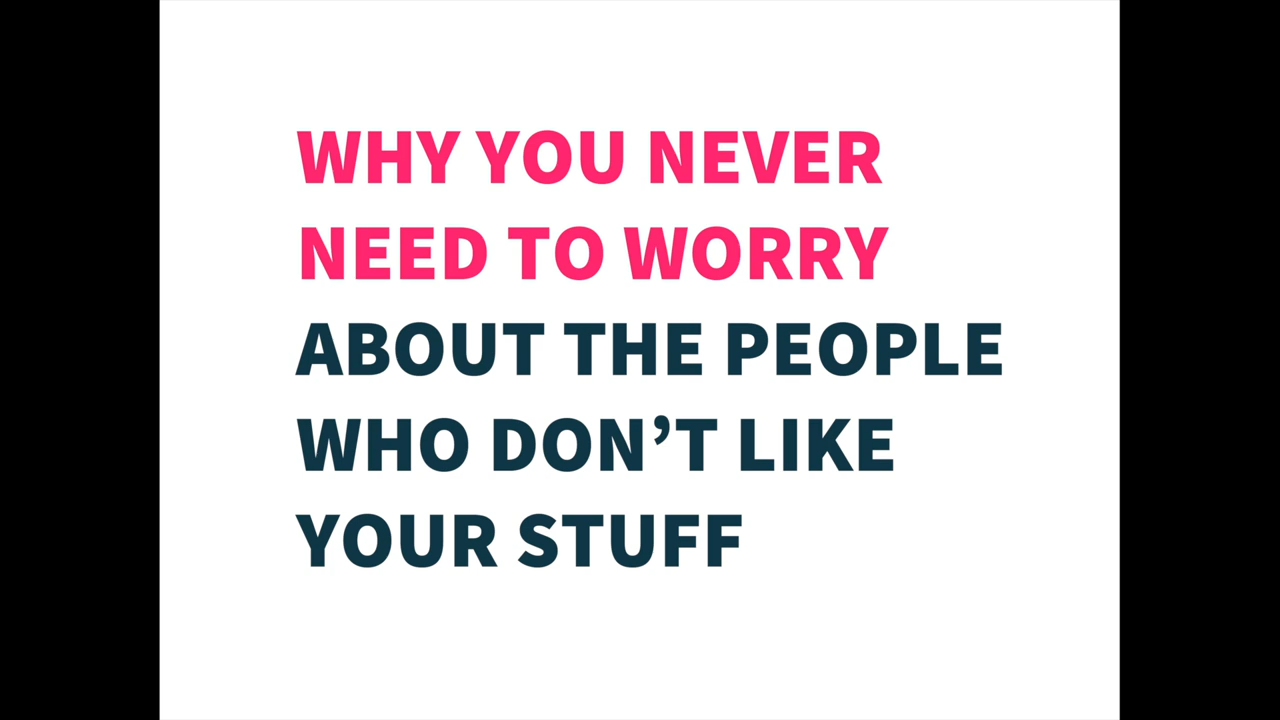 WHY YOU NEVER
NEED TO WORRY
ABOUT THE PEOPLE
WHO DON’T LIKE
YOUR STUFF